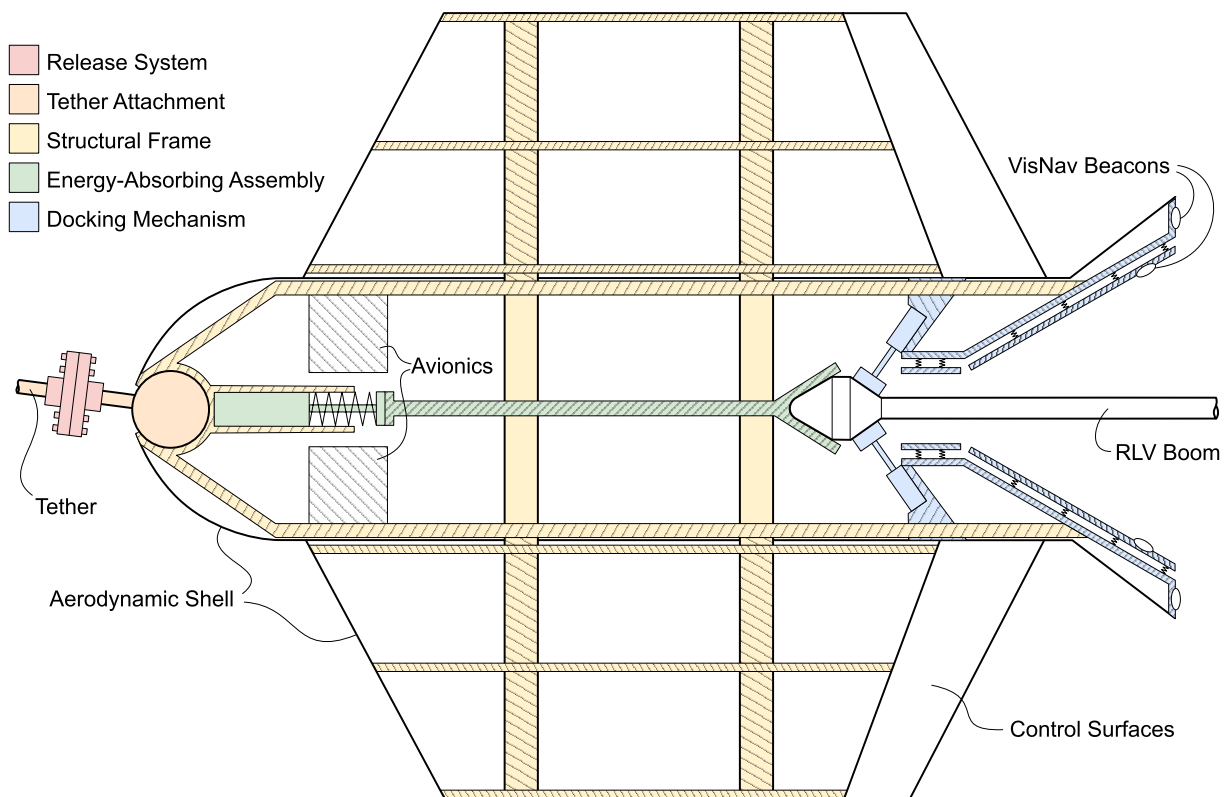 Release System
Tether Attachment
Structural Frame
Energy-Absorbing Assembly
Docking Mechanism
VisNav Beacons
Avionics
RLV Boom
Tether
Aerodynamic Shell
Control Surfaces